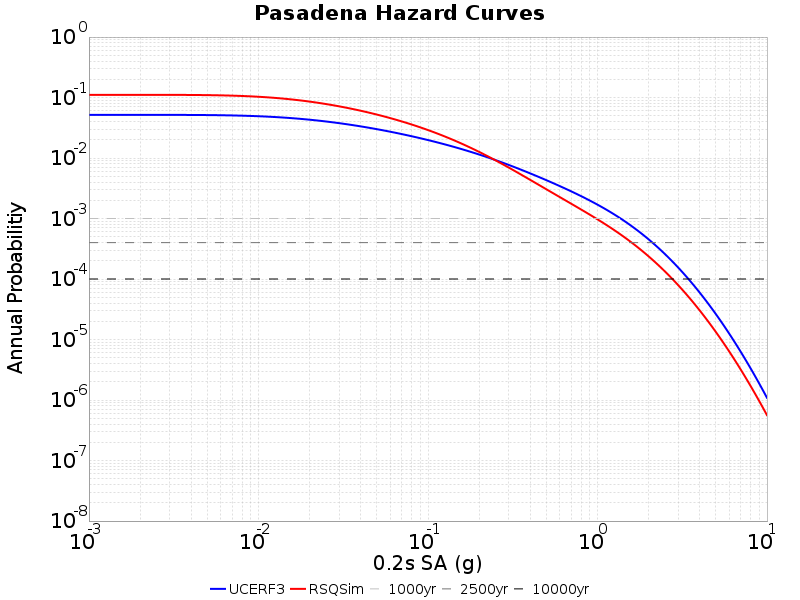 Pasadena Hazard Curves
Annual Probabilitiy
10^0
10^-1
10^-2
10^-3
10^-4
10^-5
10^-6
10^-7
10^-8
10^-3 10^-2 10^-1 10^0 10^1
0.2s SA (g)
UCERF3 RSQSim 1000yr 2500yr 10000yr